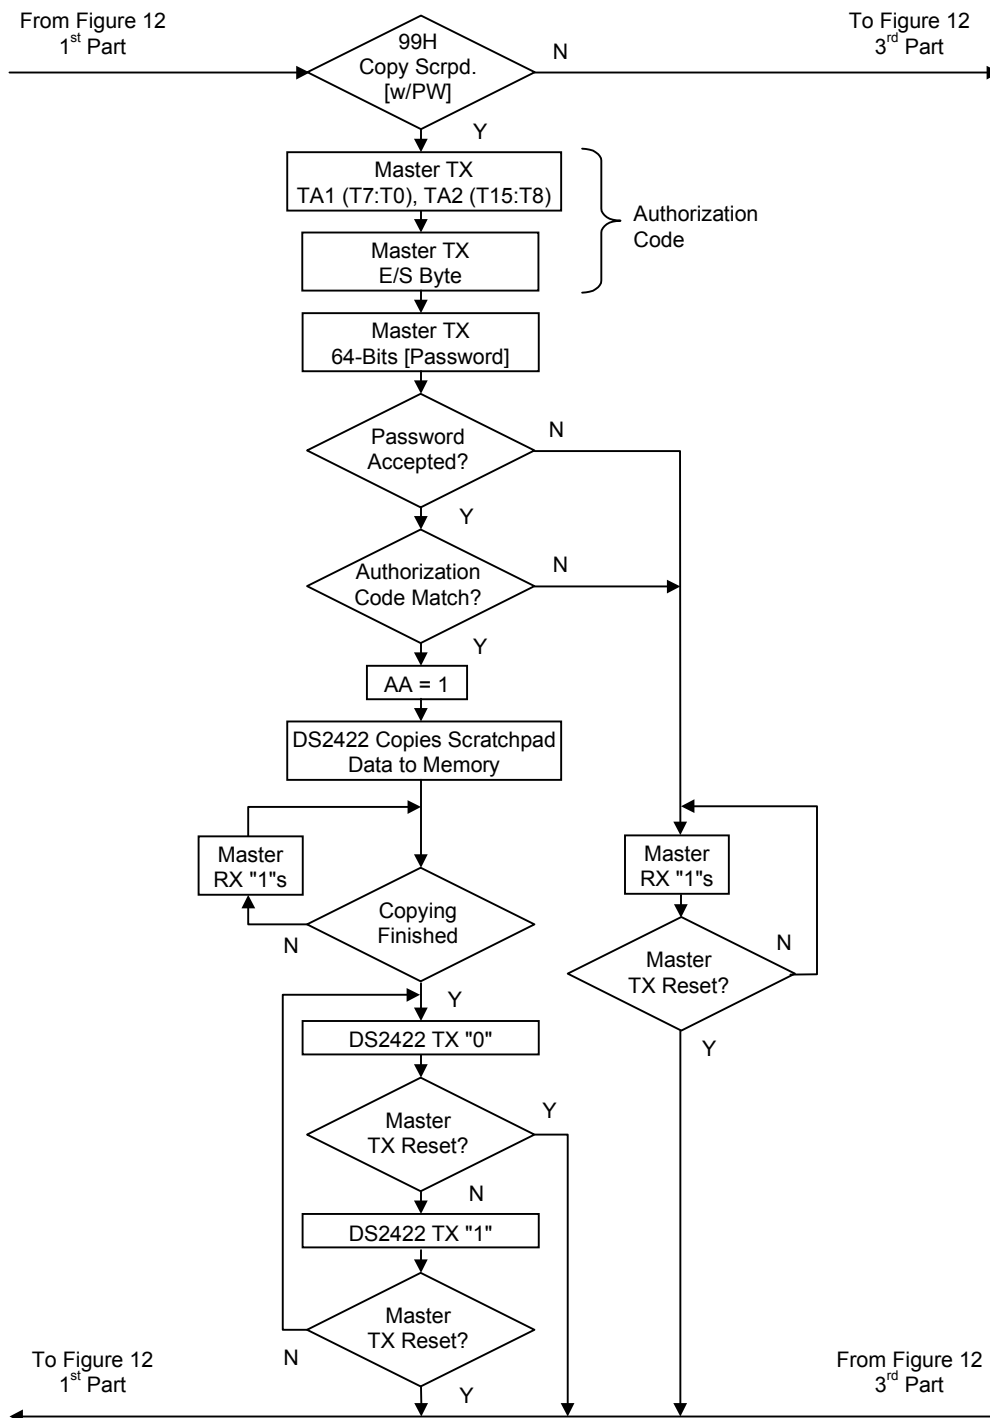 From Figure 12
1st Part
99H
Copy Scrpd.
[w/PW]
N
To Figure 12
3rd Part
Y
Master TX
TA1 (T7:T0), TA2 (T15:T8)
Authorization
Code
Master TX
E/S Byte
Master TX
64-Bits [Password]
Password
Accepted?
N
Y
Authorization
Code Match?
N
Y
AA = 1
DS2422 Copies Scratchpad
Data to Memory
Master
RX "1"s
Master
RX "1"s
Copying
Finished
N
Master
TX Reset?
N
Y
DS2422 TX "0"
Y
Master
TX Reset?
Y
N
DS2422 TX "1"
Master
TX Reset?
N
Y
To Figure 12
1st Part
From Figure 12
3rd Part